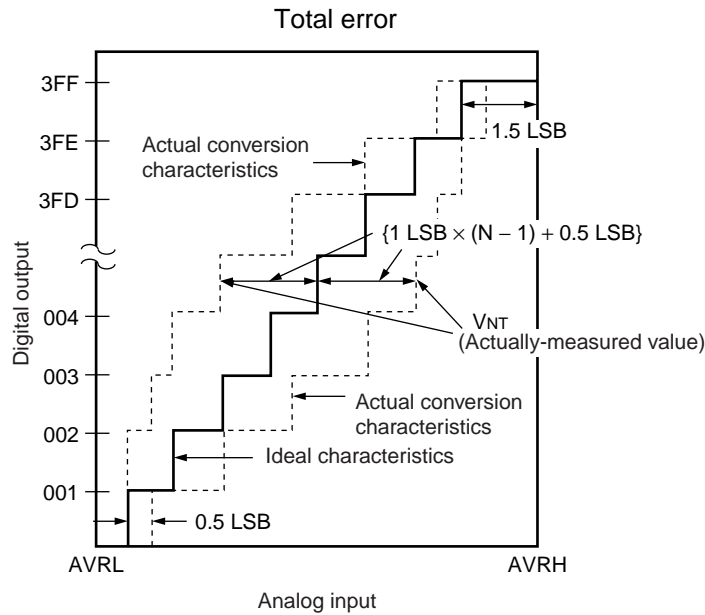 Total error
3FF
3FE
3FD
004
003
002
001
Digital output
Actual conversion
characteristics
1.5 LSB
{1 LSB × (N − 1) + 0.5 LSB}
VNT
(Actually-measured value)
Actual conversion
characteristics
Ideal characteristics
0.5 LSB
AVRL
AVRH
Analog input